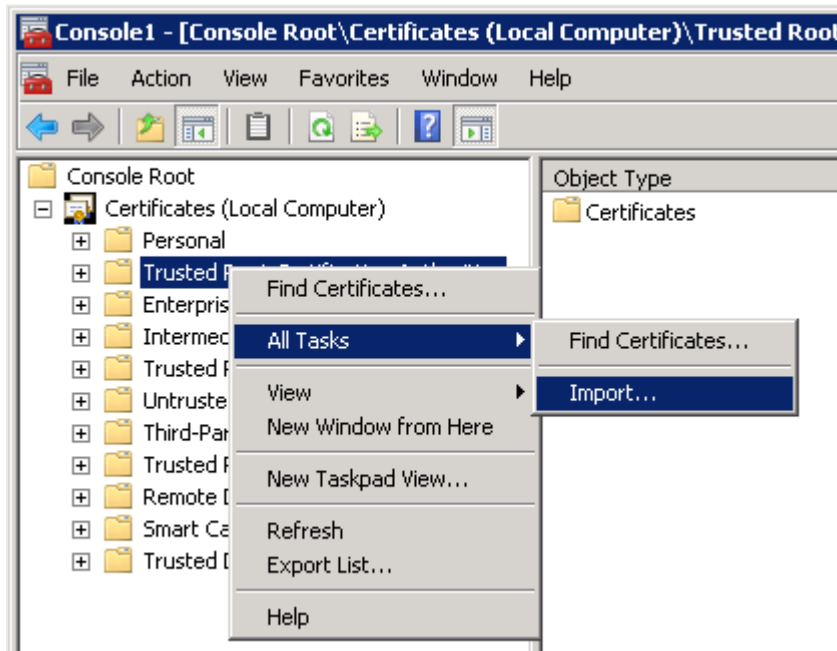 Console1 - [Console Root\Certificates (Local Computer)\Trusted Root
File Action View Favorites Window Help
Console Root
Certificates (Local Computer)
Personal
Trusted
Enterpris
Intermed
Trusted
Untruste
Third-Par
Trusted
Remote
Smart Ca
Trusted
Object Type
Certificates
Find Certificates...
All Tasks
View
New Window from Here
New Taskpad View...
Refresh
Export List...
Help
Find Certificates...
Import...